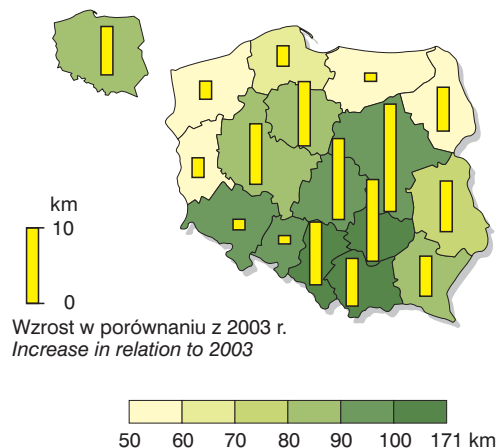 km
10
0
Wzrost w porównaniu z 2003 r.
Increase in relation to 2003
50 60 70 80 90 100 171 km